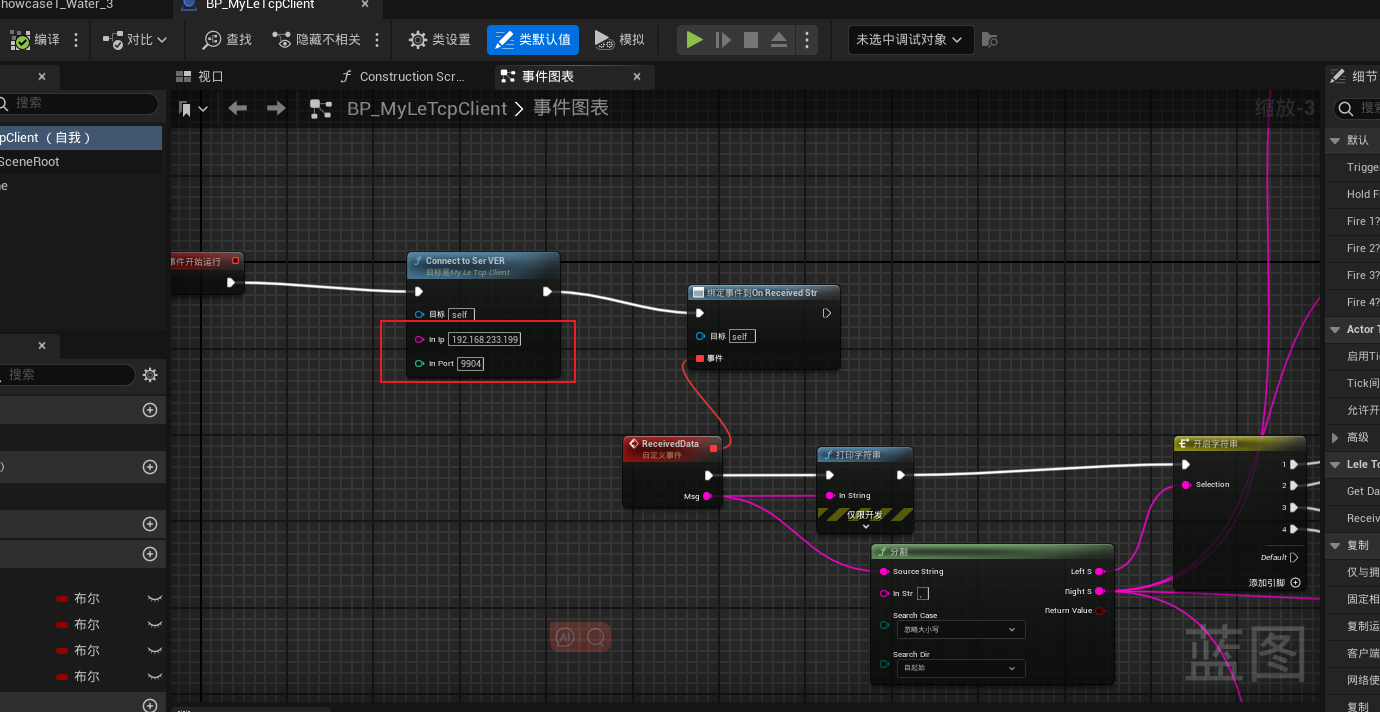 howcase1_Water_3
BP_MyLeTcpClient
编译
对比
查找
隐藏不相关
类设置
类默认值
模拟
未选中调试对象
视口
Construction Scr...
事件图表
细节
搜索
BP_MyLeTcpClient > 事件图表
缩放-3
搜索
pClient （自我）
SceneRoot
ne
默认
Trigge
Hold F
Fire 1?
Fire 2?
Fire 3?
Fire 4?
Actor T
启用Ti
Tick间
允许开
高级
Lele To
Get Da
Receiv
复制
仅与拥
固定相
复制运
客户端
网络使
复制
搜索
布尔
布尔
布尔
布尔
事件开始运行
Connect to Ser VER
目标是My Le Tcp Client
目标 self
In Ip 192.168.233.199
In Port 9904
绑定事件到On Received Str
目标 self
事件
ReceivedData
自定义事件
Msg
打印字符串
In String
仅限开发
分割
Source String
Left S
In Str ,
Right S
Return Value
Search Case
忽略大小写
Search Dir
自起始
开启字符串
1
Selection
2
3
4
Default
添加引脚
AI
蓝图